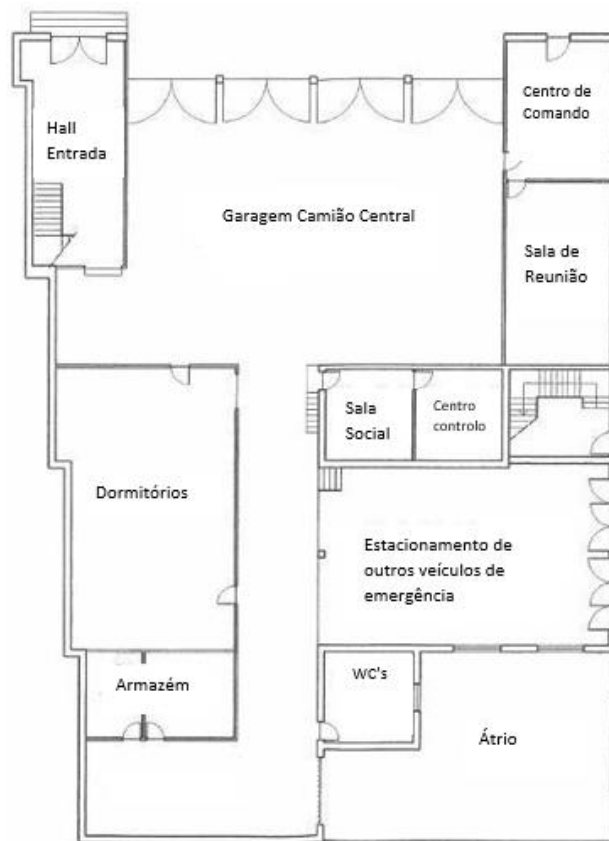 Hall
Entrada
Centro de
Comando
Garagem Camião Central
Sala de
Reunião
Sala
Social
Centro
controlo
Dormitórios
Estacionamento de
outros veículos de
emergência
Armazém
WC's
Átrio